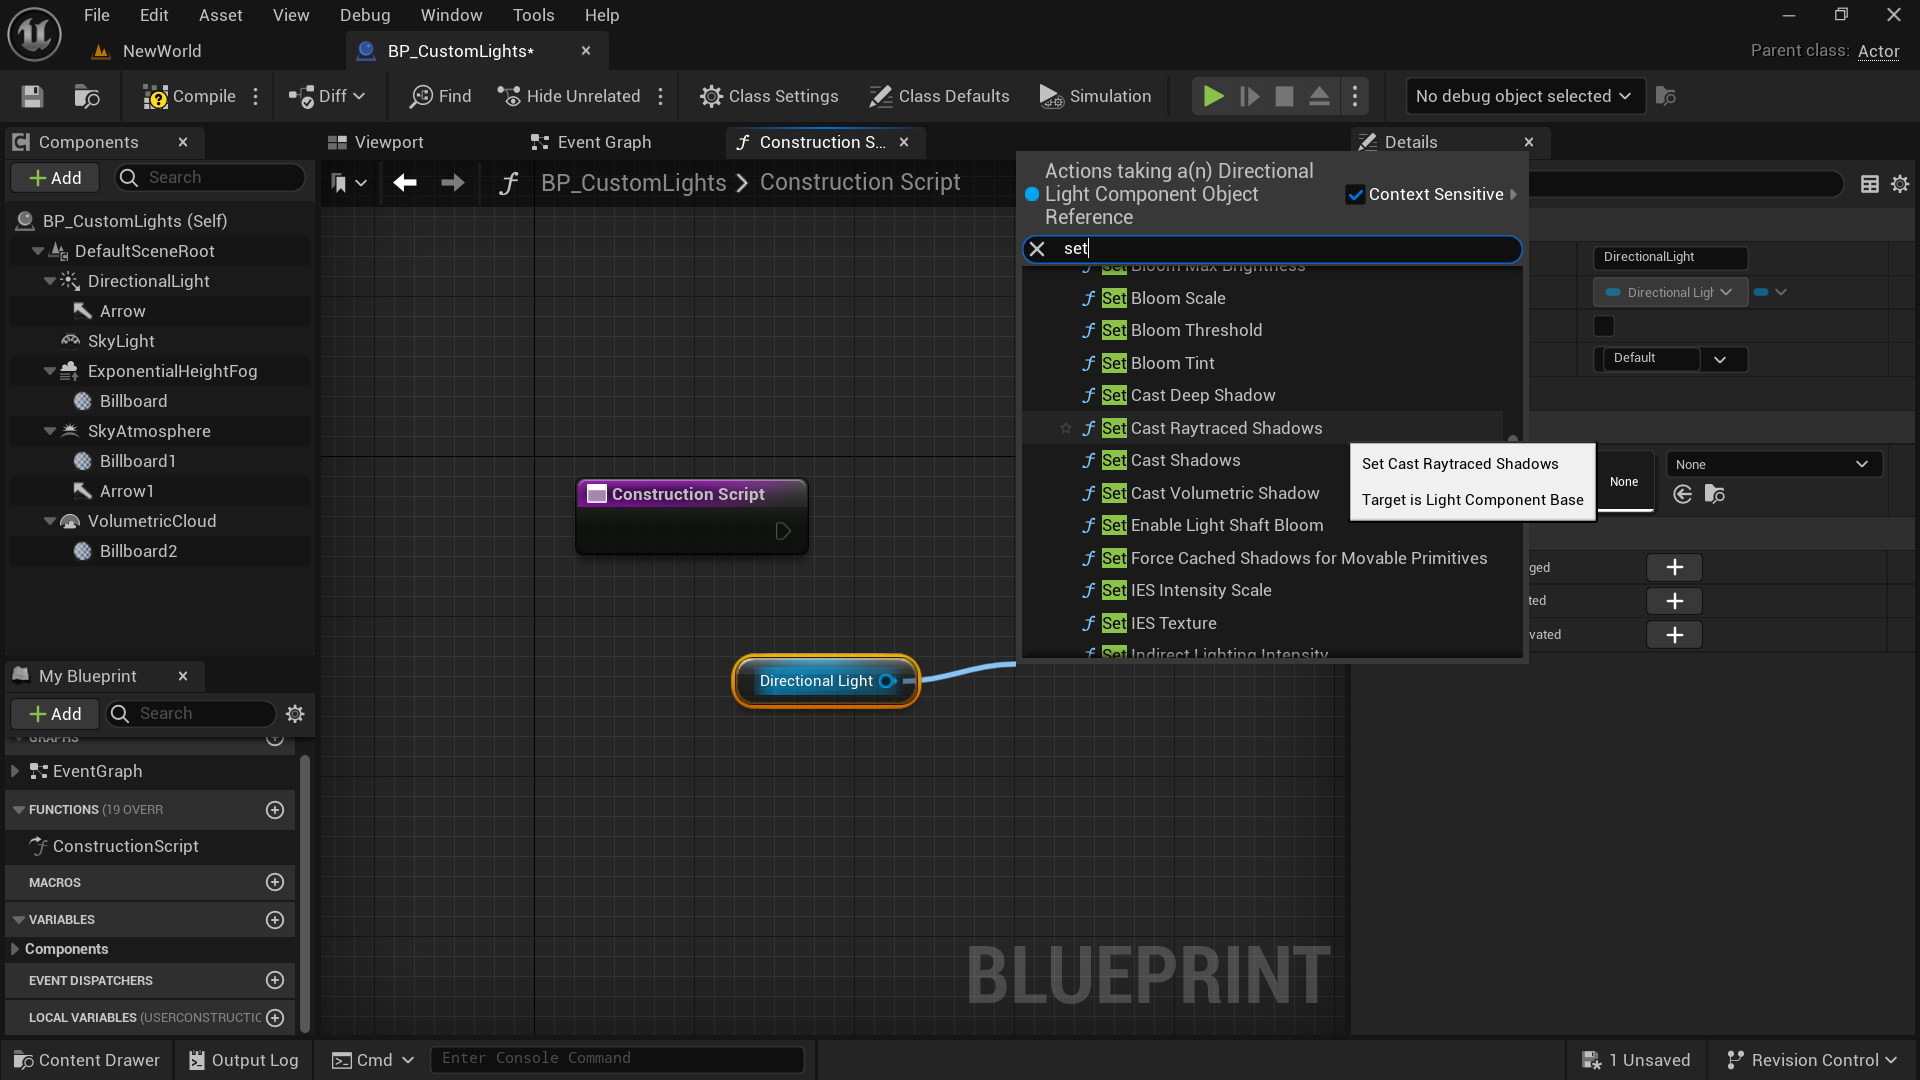 File Edit Asset View Debug Window Tools Help
NewWorld
BP_CustomLights*
Parent class: Actor
Compile
Diff
Find
Hide Unrelated
Class Settings
Class Defaults
Simulation
No debug object selected
Components
Add
Search
BP_CustomLights (Self)
DefaultSceneRoot
DirectionalLight
Arrow
SkyLight
ExponentialHeightFog
Billboard
SkyAtmosphere
Billboard1
Arrow1
VolumetricCloud
Billboard2
My Blueprint
Add
Search
GRAPHS
EventGraph
FUNCTIONS (19 OVERR
ConstructionScript
MACROS
VARIABLES
Components
EVENT DISPATCHERS
LOCAL VARIABLES (USERCONSTRUCTIC
Viewport
Event Graph
Construction S...
BP_CustomLights > Construction Script
Construction Script
Directional Light
BLUEPRINT
Actions taking a(n) Directional
Light Component Object
Reference
Context Sensitive
set
Set Bloom Max Brightness
Set Bloom Scale
Set Bloom Threshold
Set Bloom Tint
Set Cast Deep Shadow
Set Cast Raytraced Shadows
Set Cast Shadows
Set Cast Volumetric Shadow
Set Enable Light Shaft Bloom
Set Force Cached Shadows for Movable Primitives
Set IES Intensity Scale
Set IES Texture
Set Indirect Lighting Intensity
Set Cast Raytraced Shadows
Target is Light Component Base
Details
DirectionalLight
Directional Ligh
Default
None
None
ged
ted
vated
Content Drawer
Output Log
Cmd
Enter Console Command
1 Unsaved
Revision Control